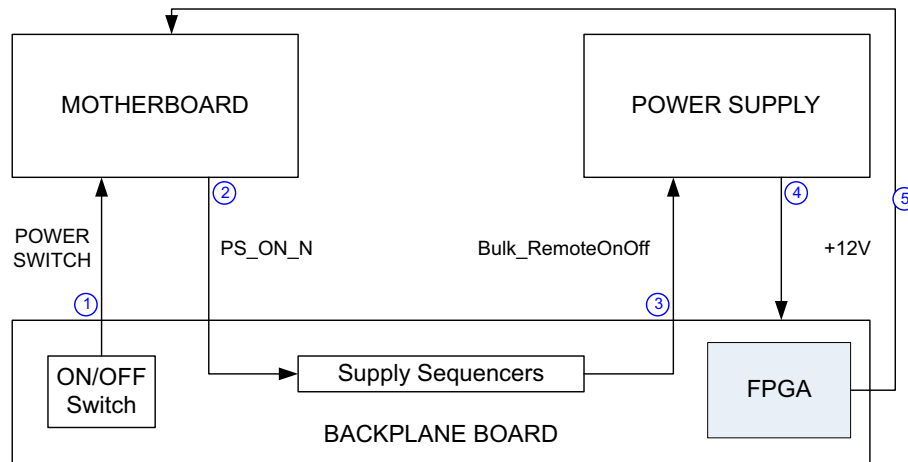 MOTHERBOARD
POWER SUPPLY
2
4
5
POWER
SWITCH
PS_ON_N
Bulk_RemoteOnOff
+12V
1
3
ON/OFF
Switch
Supply Sequencers
FPGA
BACKPLANE BOARD